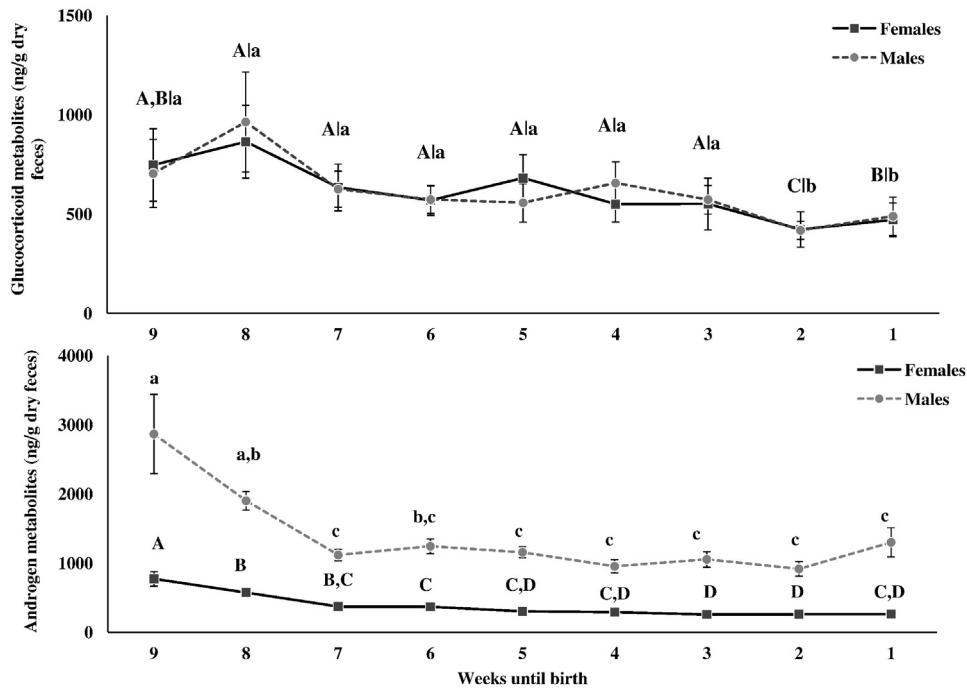 Glucocorticoid metabolites (ng/g dry
feces)
1500
1000
500
0
Females
Males
A,B|a
A|a
A|a
A|a
A|a
A|a
A|a
C|b
B|b
9 8 7 6 5 4 3 2 1
Androgen metabolites (ng/g dry feces)
4000
3000
2000
1000
0
Females
Males
a
a,b
c
b,c
c
c
c
c
c
A
B
B,C
C
C,D
C,D
D
D
C,D
9 8 7 6 5 4 3 2 1
Weeks until birth